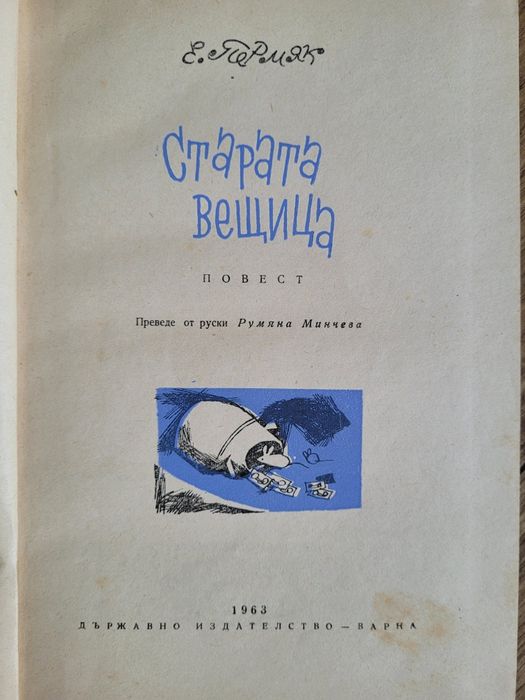 Е. Пермяк
Старата
вещица
ПОВЕСТ
Преведе от руски Румяна Минчева
1963
ДЪРЖАВНО ИЗДАТЕЛСТВО — ВАРНА